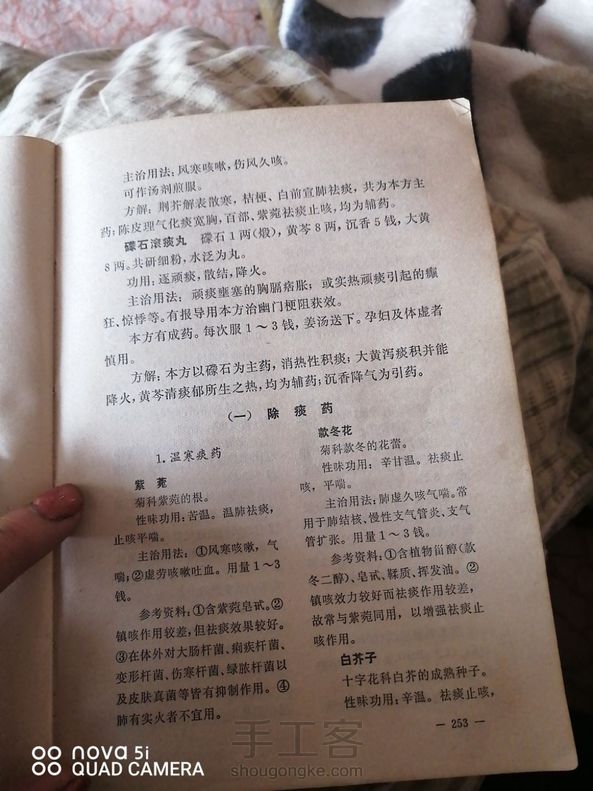 主治用法：风寒咳嗽，伤风久咳。
可作汤剂煎服。
方解：荆芥解表散寒，桔梗、白前宣肺祛痰，共为本方主
药；陈皮理气化痰宽胸，百部、紫菀祛痰止咳，均为辅药。
礞石滚痰丸 礞石1两(煅)，黄芩8两，沉香5钱，大黄
8两。共研细粉，水泛为丸。
功用：逐顽痰，散结，降火。
主治用法：顽痰壅塞的胸膈痞胀；或实热顽痰引起的癫
狂、惊悸等。有报导用本方治幽门梗阻获效。
本方有成药。每次服1～3钱，姜汤送下。孕妇及体虚者
慎用。
方解：本方以礞石为主药，消热性积痰；大黄泻痰积并能
降火，黄芩清痰郁所生之热，均为辅药；沉香降气为引药。
（一） 除痰药
1.温寒痰药
紫菀
菊科紫菀的根。
性味功用：苦温。温肺祛痰，
止咳平喘。
主治用法：①风寒咳嗽，气
喘；②虚劳咳嗽吐血。用量1～3
钱。
参考资料：①含紫菀皂甙。②
镇咳作用较差，但祛痰效果较好。
③在体外对大肠杆菌、痢疾杆菌、
变形杆菌、伤寒杆菌、绿脓杆菌以
及皮肤真菌等皆有抑制作用。④
肺有实火者不宜用。
款冬花
菊科款冬的花蕾。
性味功用：辛甘温。祛痰止
咳，平喘。
主治用法：肺虚久咳气喘。常
用于肺结核、慢性支气管炎、支气
管扩张。用量1～3钱。
参考资料：①含植物甾醇（款
冬二醇）、皂甙、鞣质、挥发油。②
镇咳效力较好而祛痰作用较差，
故常与紫菀同用，以增强祛痰止
咳作用。
白芥子
十字花科白芥的成熟种子。
性味功用：辛温。祛痰止咳，
— 253 —
nova 5i
QUAD CAMERA
手工客
shougongke.com